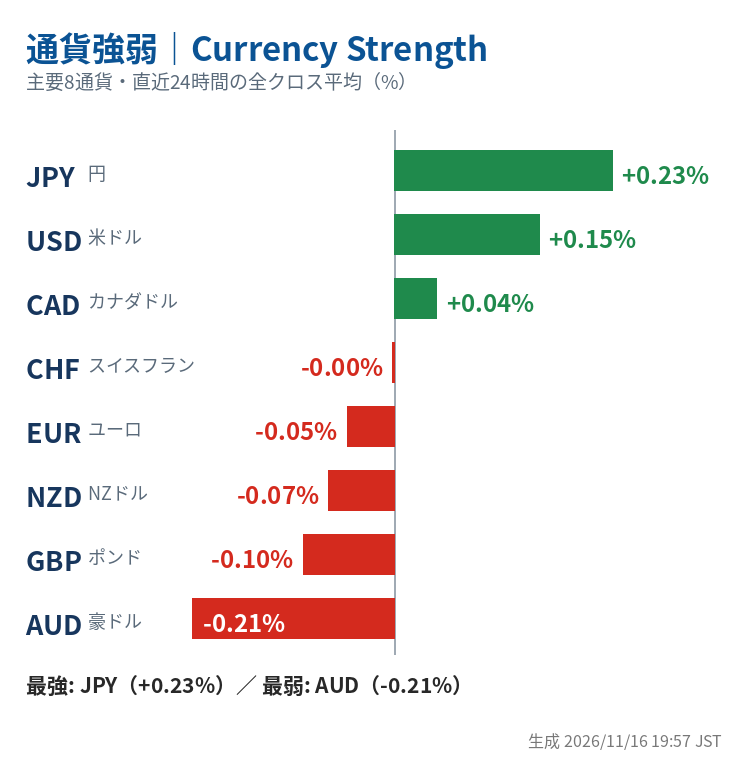 通貨強弱｜Currency Strength
主要8通貨・直近24時間の全クロス平均（%）
JPY 円 +0.23%
USD 米ドル +0.15%
CAD カナダドル +0.04%
CHF スイスフラン -0.00%
EUR ユーロ -0.05%
NZD NZドル -0.07%
GBP ポンド -0.10%
AUD 豪ドル -0.21%
最強: JPY（+0.23%）／ 最弱: AUD（-0.21%）
生成 2026/11/16 19:57 JST